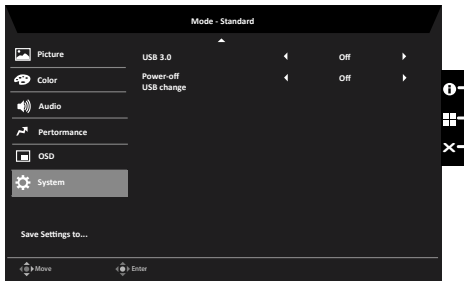 Mode - Standard
Picture
Color
Audio
Pertormance
OSD
System
USB 3.0 Off
Power-off Off
USB change
Save Settings to...
Move Enter